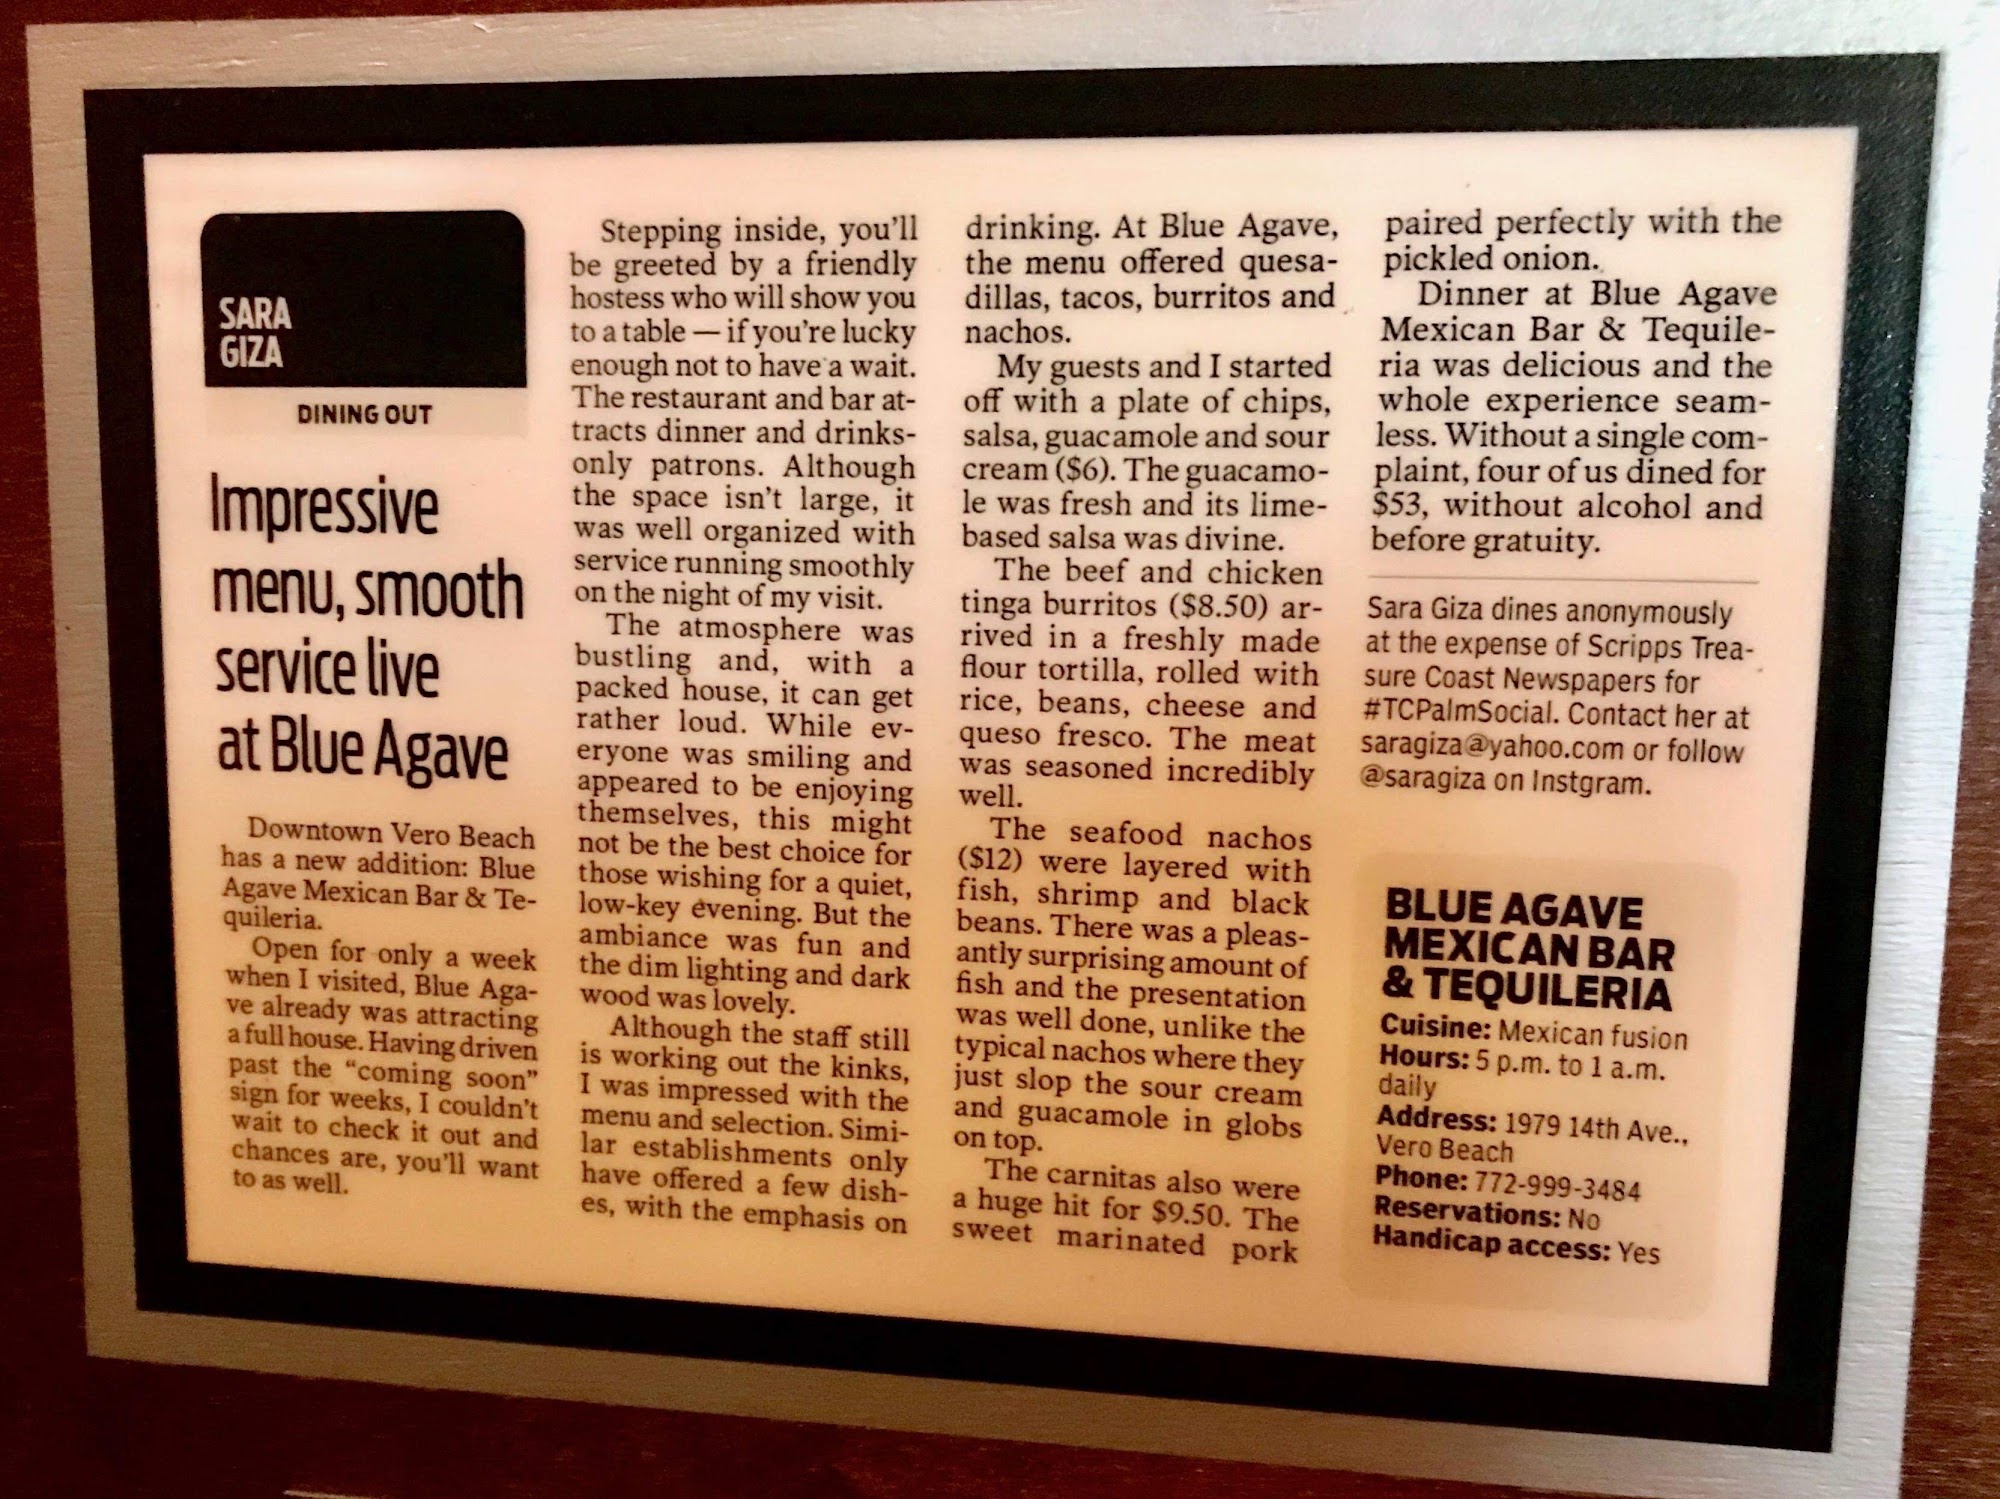 SARA
GIZA
DINING OUT
Impressive
menu, smooth
service live
at Blue Agave
Downtown Vero Beach
has a new addition: Blue
Agave Mexican Bar & Te-
quileria.
Open for only a week
when I visited, Blue Aga-
ve already was attracting
a full house. Having driven
past the “coming soon”
sign for weeks, I couldn't
wait to check it out and
chances are, you'll want
to as well.
Stepping inside, you'll
be greeted by a friendly
hostess who will show you
to a table — if you're lucky
enough not to have a wait.
The restaurant and bar at-
tracts dinner and drinks-
only patrons. Although
the space isn't large, it
was well organized with
service running smoothly
on the night of my visit.
The atmosphere was
bustling and, with a
packed house, it can get
rather loud. While ev-
eryone was smiling and
appeared to be enjoying
themselves, this might
not be the best choice for
those wishing for a quiet,
low-key evening. But the
ambiance was fun and
the dim lighting and dark
wood was lovely.
Although the staff still
is working out the kinks,
I was impressed with the
menu and selection. Simi-
lar establishments only
have offered a few dish-
es, with the emphasis on
drinking. At Blue Agave,
the menu offered quesa-
dillas, tacos, burritos and
nachos.
My guests and I started
off with a plate of chips,
salsa, guacamole and sour
cream ($6). The guacamo-
le was fresh and its lime-
based salsa was divine.
The beef and chicken
tinga burritos ($8.50) ar-
rived in a freshly made
flour tortilla, rolled with
rice, beans, cheese and
queso fresco. The meat
was seasoned incredibly
well.
The seafood nachos
($12) were layered with
fish, shrimp and black
beans. There was a pleas-
antly surprising amount of
fish and the presentation
was well done, unlike the
typical nachos where they
just slop the sour cream
and guacamole in globs
on top.
The carnitas also were
a huge hit for $9.50. The
sweet marinated pork
paired perfectly with the
pickled onion.
Dinner at Blue Agave
Mexican Bar & Tequile-
ria was delicious and the
whole experience seam-
less. Without a single com-
plaint, four of us dined for
$53, without alcohol and
before gratuity.
Sara Giza dines anonymously
at the expense of Scripps Trea-
sure Coast Newspapers for
#TCPalmSocial. Contact her at
saragiza@yahoo.com or follow
@saragiza on Instgram.
BLUE AGAVE
MEXICAN BAR
& TEQUILERIA
Cuisine: Mexican fusion
Hours: 5 p.m. to 1 a.m.
daily
Address: 1979 14th Ave.,
Vero Beach
Phone: 772-999-3484
Reservations: No
Handicap access: Yes